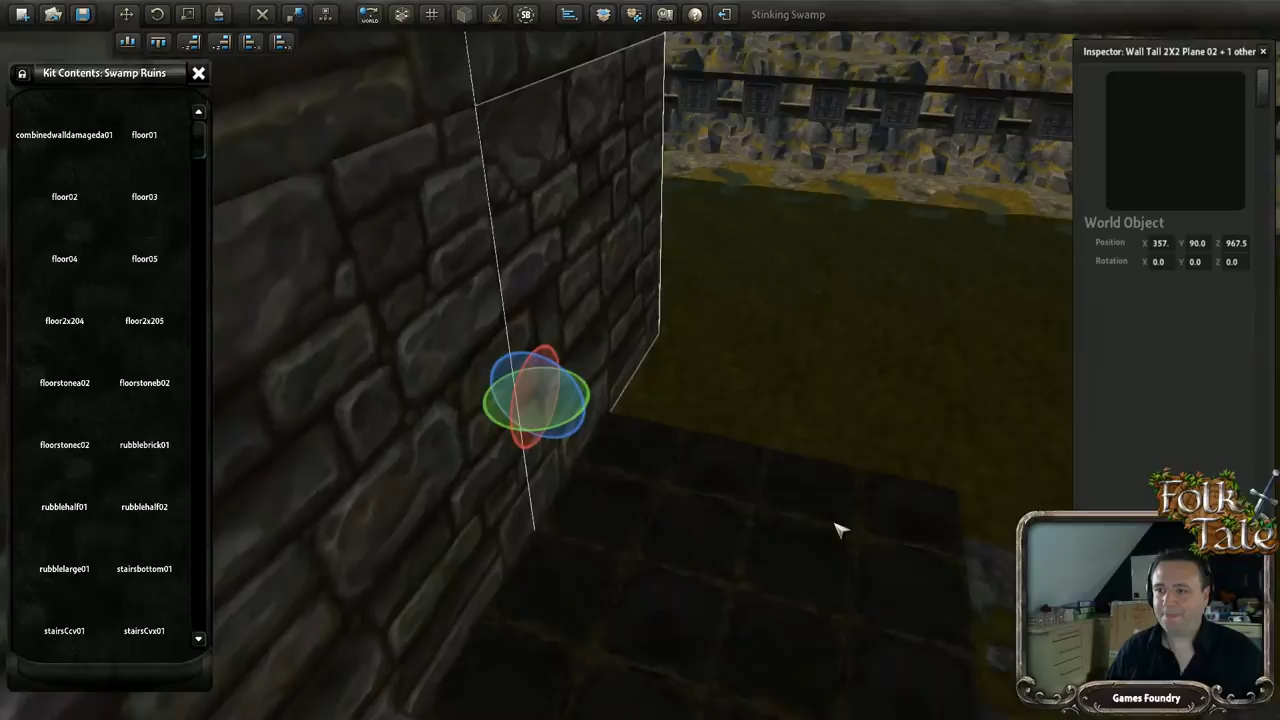 WORLD
SB
?
Stinking Swamp
Kit Contents: Swamp Ruins
combinedwalldamageda01 floor01
floor02 floor03
floor04 floor05
floor2x204 floor2x205
floorstonea02 floorstoneb02
floorstonec02 rubblebrick01
rubblehalf01 rubblehalf02
rubblelarge01 stairsbottom01
stairsCcv01 stairsCvx01
Inspector: Wall Tall 2X2 Plane 02 + 1 other
World Object
Position X 357. Y 90.0 Z 967.5
Rotation X 0.0 Y 0.0 Z 0.0
Folk
Tale
Games Foundry